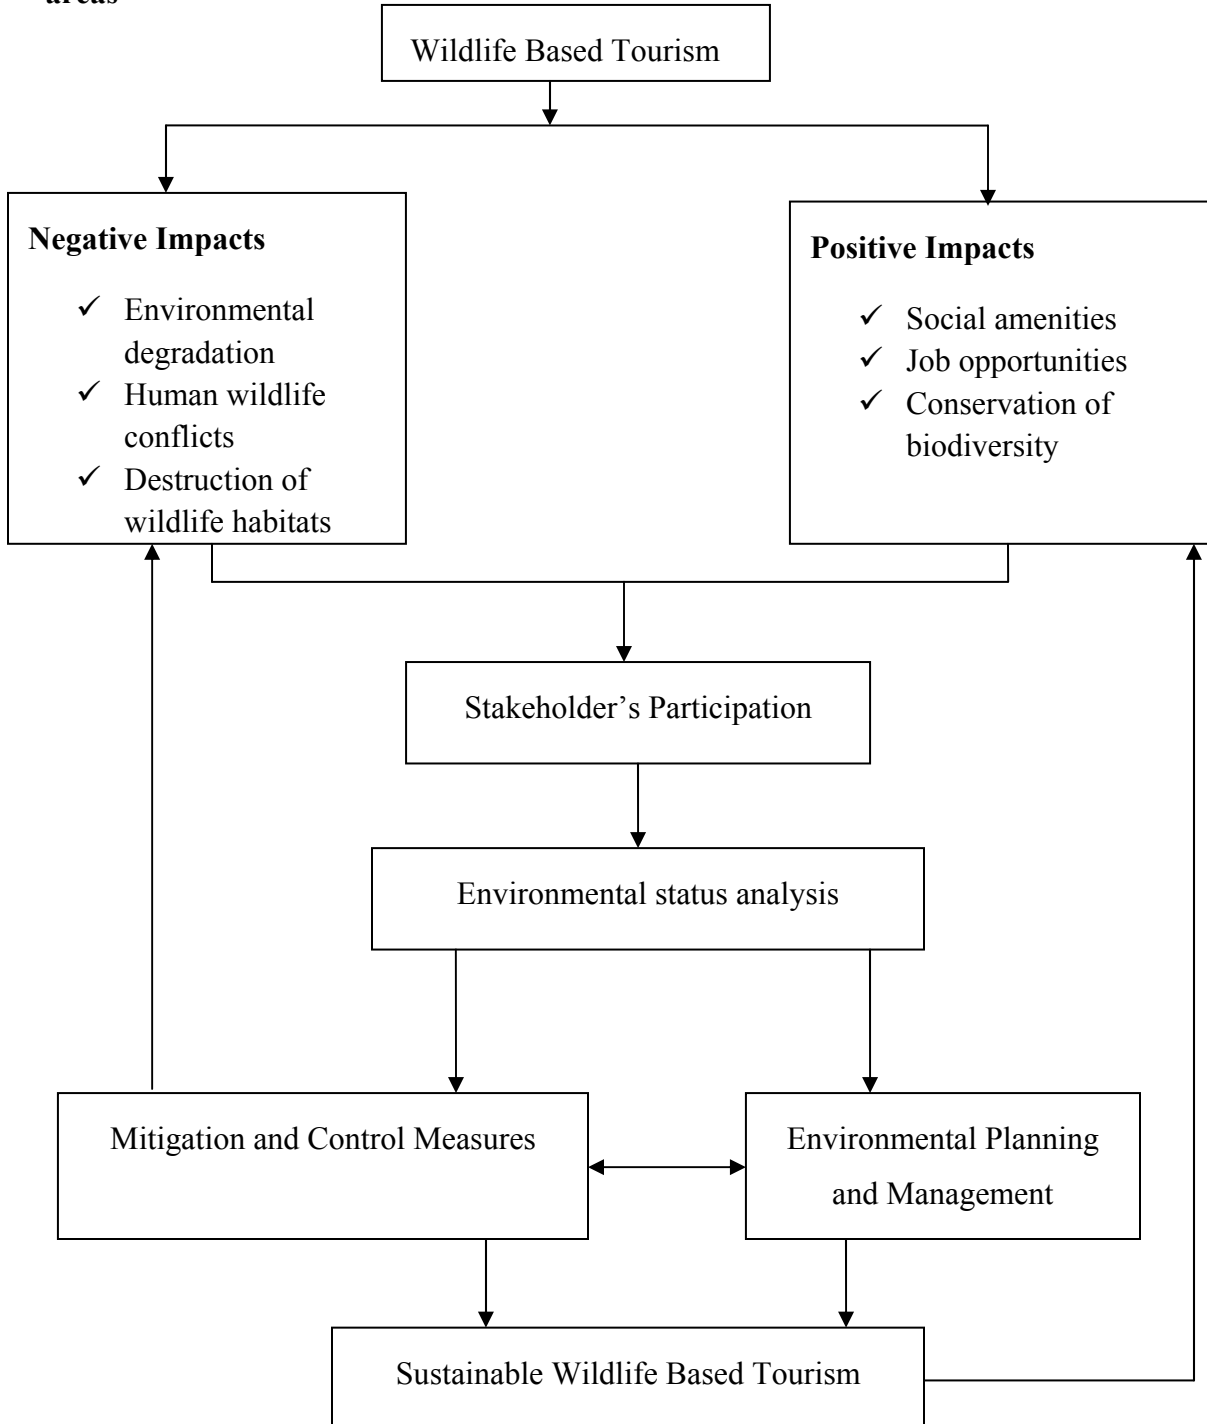 areas
Wildlife Based Tourism
Negative Impacts
✓ Environmental
degradation
✓ Human wildlife
conflicts
✓ Destruction of
wildlife habitats
Positive Impacts
✓ Social amenities
✓ Job opportunities
✓ Conservation of
biodiversity
Stakeholder’s Participation
Environmental status analysis
Mitigation and Control Measures
Environmental Planning
and Management
Sustainable Wildlife Based Tourism